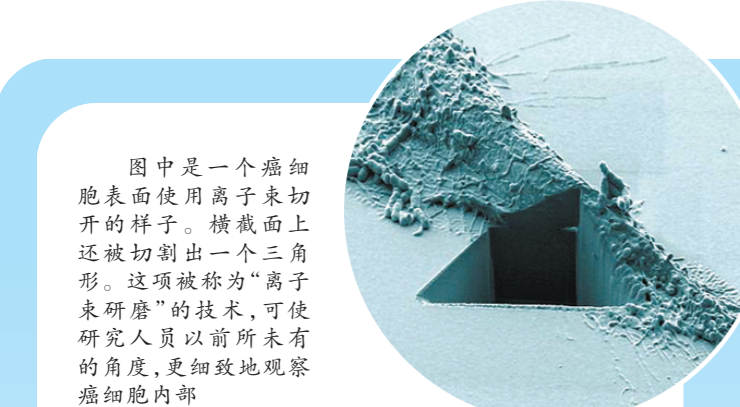 图中是一个癌细
胞表面使用离子束切
开的样子。横截面上
还被切割出一个三角
形。这项被称为“离子
束研磨”的技术,可使
研究人员以前所未有
的角度,更细致地观察
癌细胞内部